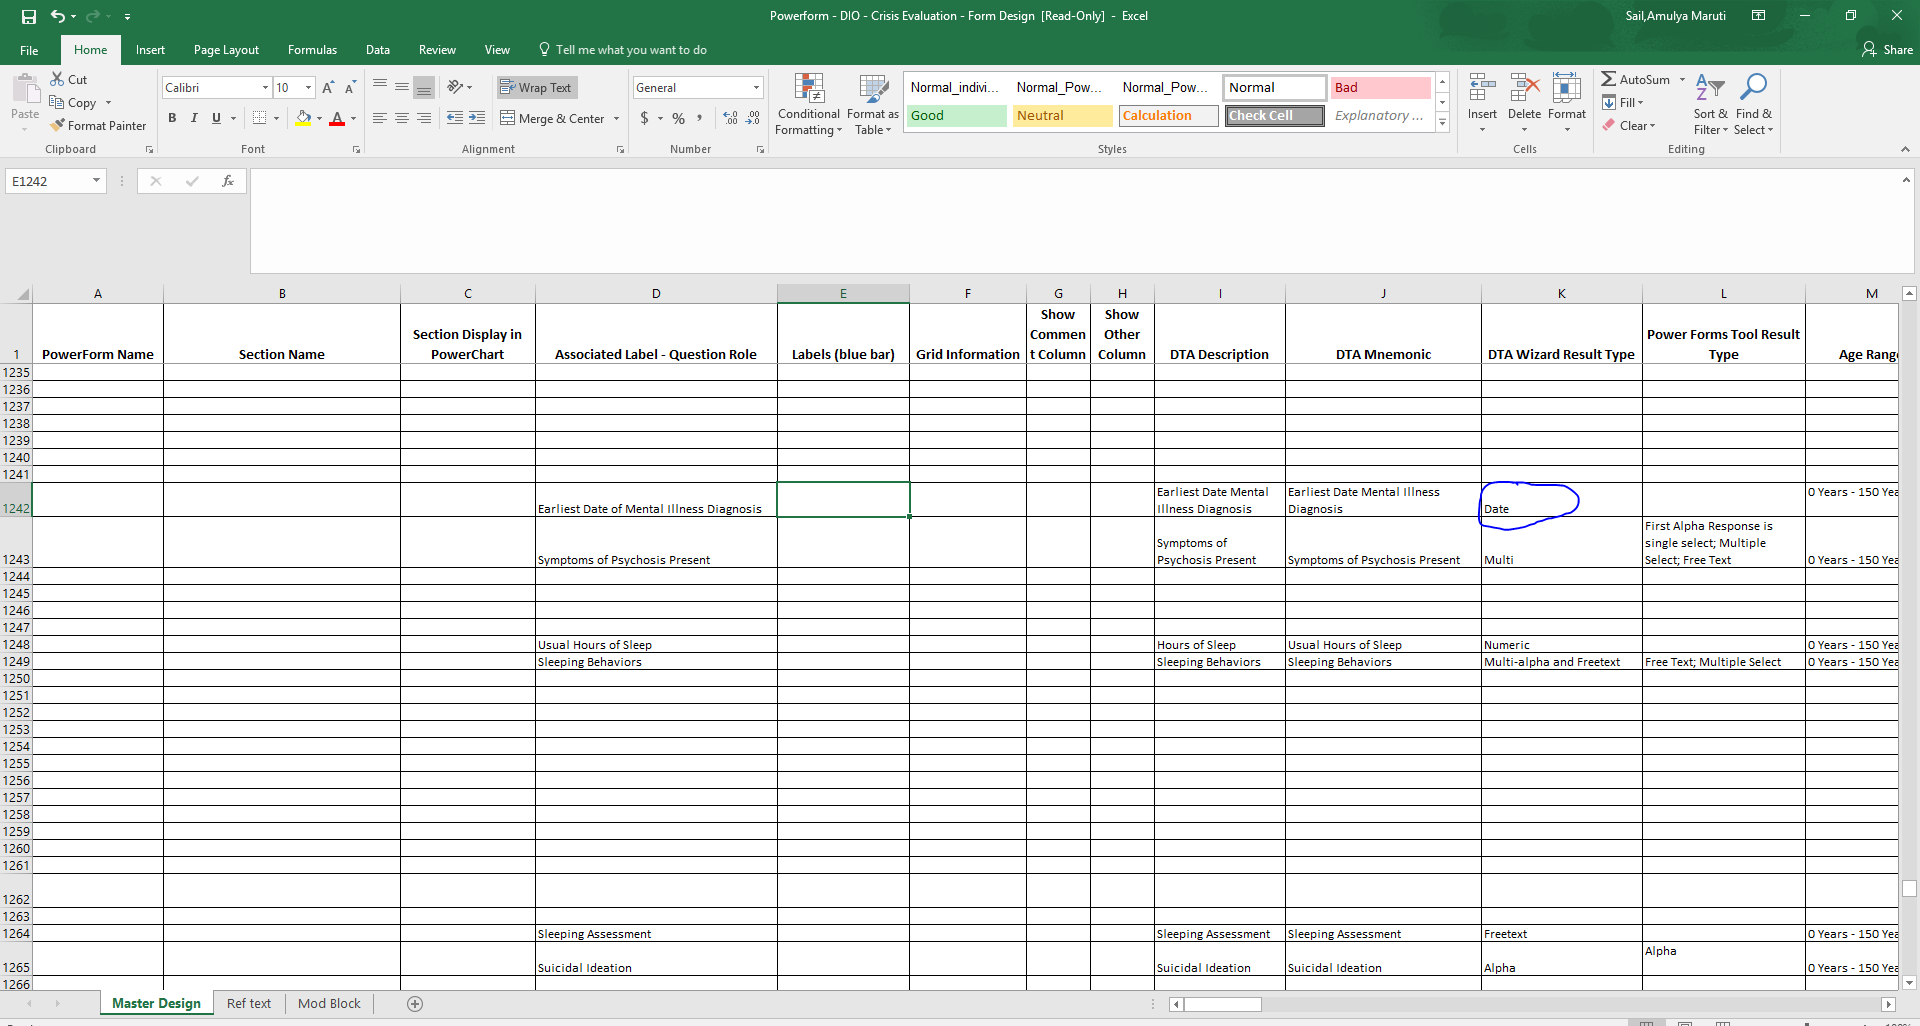 Powerform - DIO - Crisis Evaluation - Form Design [Read-Only] - Excel
Sail,Amulya Maruti
File Home Insert Page Layout Formulas Data Review View Tell me what you want to do
Share
Paste
Cut
Copy
Format Painter
Clipboard
Calibri 10
B I U
Font
Wrap Text
Merge & Center
Alignment
General
$ % ,
Number
Conditional Formatting
Format as Table
Normal_indivi... Normal_Pow... Normal_Pow... Normal Bad
Good Neutral Calculation Check Cell Explanatory ...
Styles
Insert Delete Format
Cells
AutoSum
Fill
Clear
Sort & Filter
Find & Select
Editing
E1242
fx
A B C D E F G H I J K L M
1 PowerForm Name Section Name Section Display in PowerChart Associated Label - Question Role Labels (blue bar) Grid Information Show Commen t Column Show Other Column DTA Description DTA Mnemonic DTA Wizard Result Type Power Forms Tool Result Type Age Rang
1235
1236
1237
1238
1239
1240
1241
1242 Earliest Date of Mental Illness Diagnosis Earliest Date Mental Illness Diagnosis Earliest Date Mental Illness Diagnosis Date 0 Years - 150 Yea
1243 Symptoms of Psychosis Present Symptoms of Psychosis Present Symptoms of Psychosis Present Multi First Alpha Response is single select; Multiple Select; Free Text 0 Years - 150 Yea
1244
1245
1246
1247
1248 Usual Hours of Sleep Hours of Sleep Usual Hours of Sleep Numeric 0 Years - 150 Yea
1249 Sleeping Behaviors Sleeping Behaviors Sleeping Behaviors Multi-alpha and Freetext Free Text; Multiple Select 0 Years - 150 Yea
1250
1251
1252
1253
1254
1255
1256
1257
1258
1259
1260
1261
1262
1263
1264 Sleeping Assessment Sleeping Assessment Sleeping Assessment Freetext 0 Years - 150 Yea
1265 Suicidal Ideation Suicidal Ideation Suicidal Ideation Alpha Alpha 0 Years - 150 Yea
1266
Master Design Ref text Mod Block